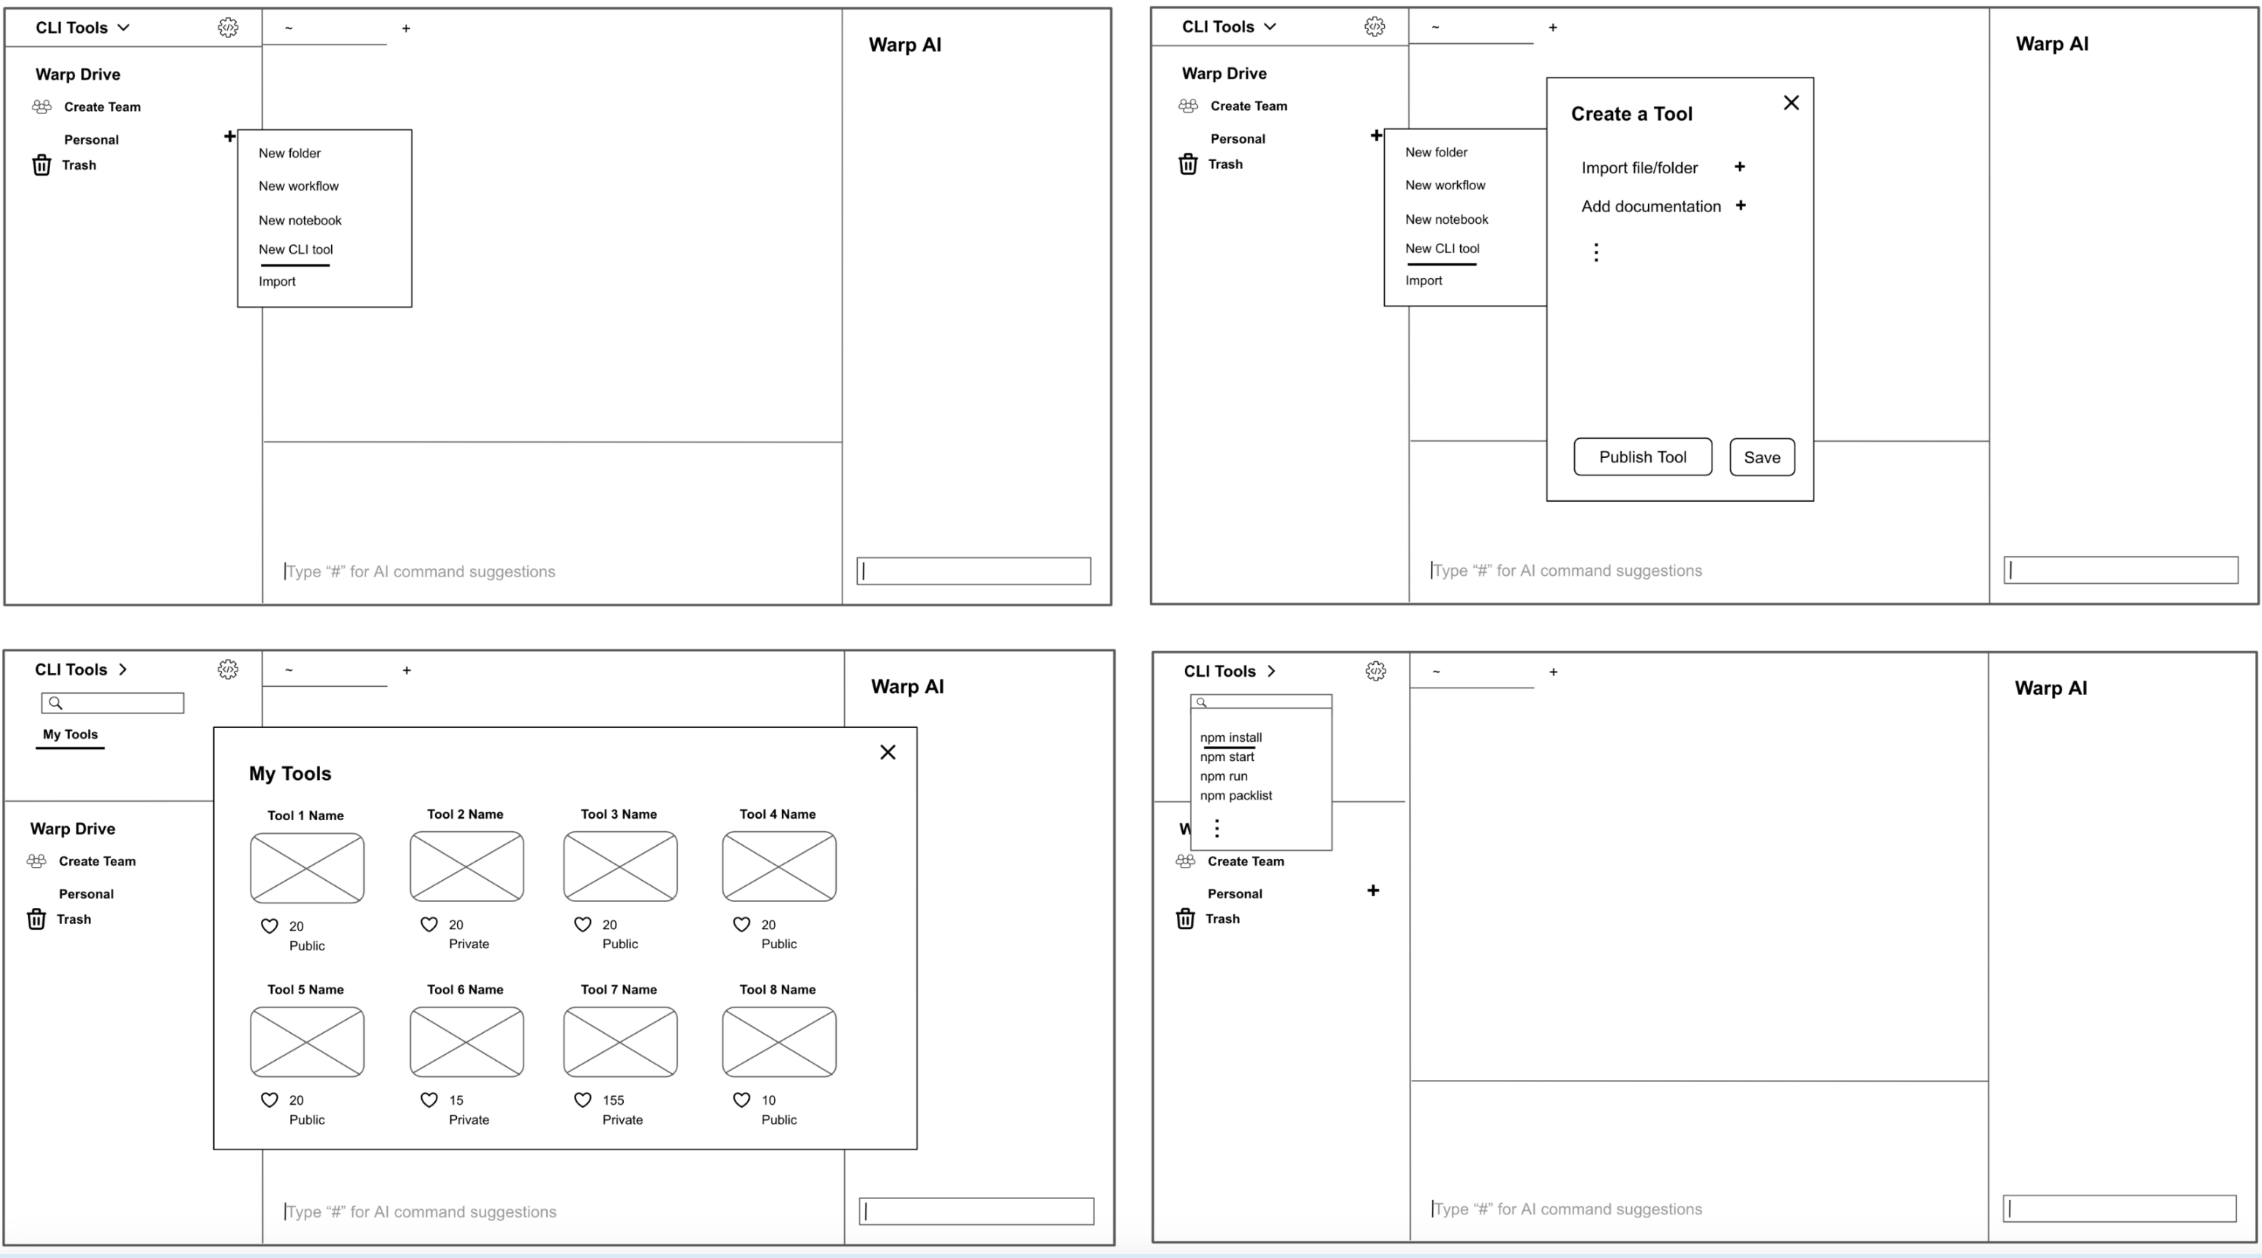 CLI Tools
~ +
Warp AI
Warp Drive
Create Team
Personal +
Trash
New folder
New workflow
New notebook
New CLI tool
Import
Type “#” for AI command suggestions
CLI Tools
~ +
Warp AI
Warp Drive
Create Team
Personal +
Trash
New folder
New workflow
New notebook
New CLI tool
Import
Create a Tool
Import file/folder +
Add documentation +
Publish Tool Save
Type “#” for AI command suggestions
CLI Tools
~ +
Warp AI
My Tools
Warp Drive
Create Team
Personal
Trash
My Tools
Tool 1 Name Tool 2 Name Tool 3 Name Tool 4 Name
20 20 20 20
Public Private Public Public
Tool 5 Name Tool 6 Name Tool 7 Name Tool 8 Name
20 15 155 10
Public Private Private Public
Type “#” for AI command suggestions
CLI Tools
~ +
Warp AI
npm install
npm start
npm run
npm packlist
Create Team
Personal +
Trash
Type “#” for AI command suggestions